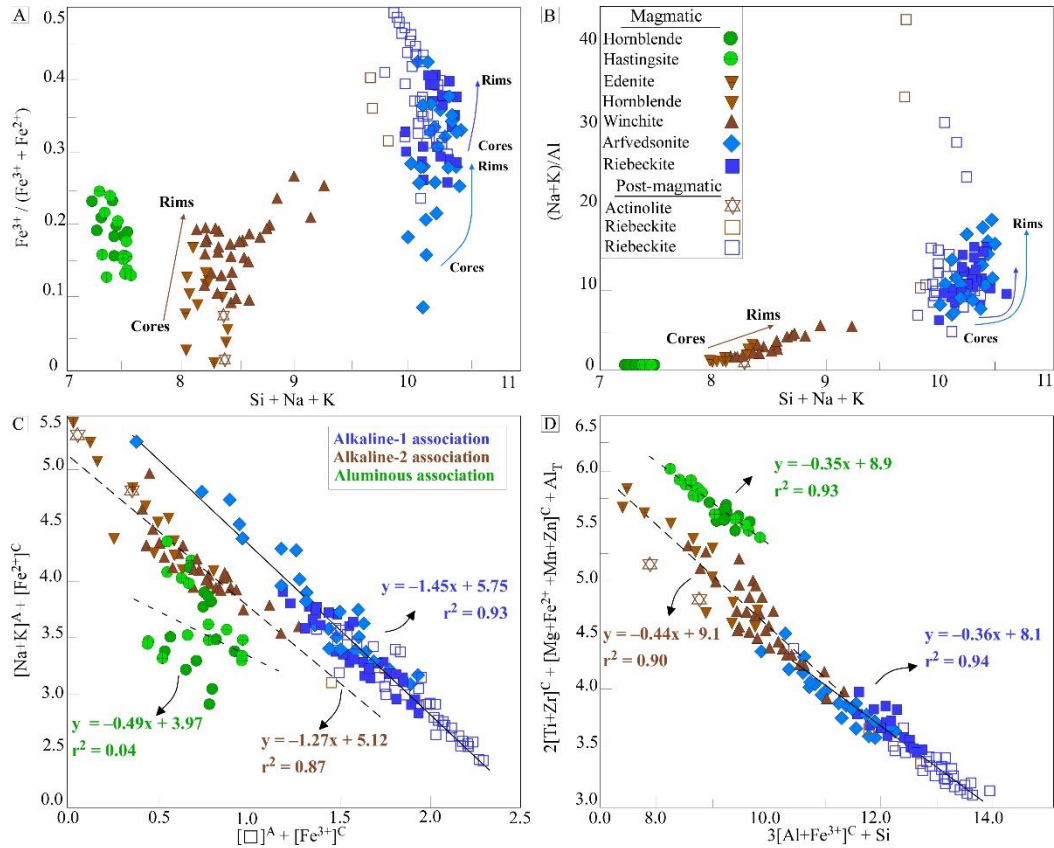 A
0.5
0.4
0.3
0.2
0.1
0
Fe³⁺ / (Fe³⁺ + Fe²⁺)
Rims
Cores
Rims
Cores
Rims
Cores
7
8
9
10
11
Si + Na + K
B
40
30
20
10
0
(Na+K)/Al
Magmatic
Hornblende
Hastingsite
Edenite
Hornblende
Winchite
Arfvedsonite
Riebeckite
Post-magmatic
Actinolite
Riebeckite
Riebeckite
Rims
Cores
Rims
Cores
7
8
9
10
11
Si + Na + K
C
5.5
5.0
4.5
4.0
3.5
3.0
2.5
0.0
[Na+K]ᴬ + [Fe²⁺]ᶜ
Alkaline-1 association
Alkaline-2 association
Aluminous association
y = –1.45x + 5.75
r² = 0.93
y = –0.49x + 3.97
r² = 0.04
y = –1.27x + 5.12
r² = 0.87
0.0
0.5
1.0
1.5
2.0
2.5
[□]ᴬ + [Fe³⁺]ᶜ
D
6.0
5.5
5.0
4.5
4.0
3.5
3.0
2[Ti+Zr]ᶜ + [Mg+Fe²⁺ +Mn+Zn]ᶜ + Al_T
y = –0.35x + 8.9
r² = 0.93
y = –0.44x + 9.1
r² = 0.90
y = –0.36x + 8.1
r² = 0.94
8.0
10.0
12.0
14.0
3[Al+Fe³⁺]ᶜ + Si